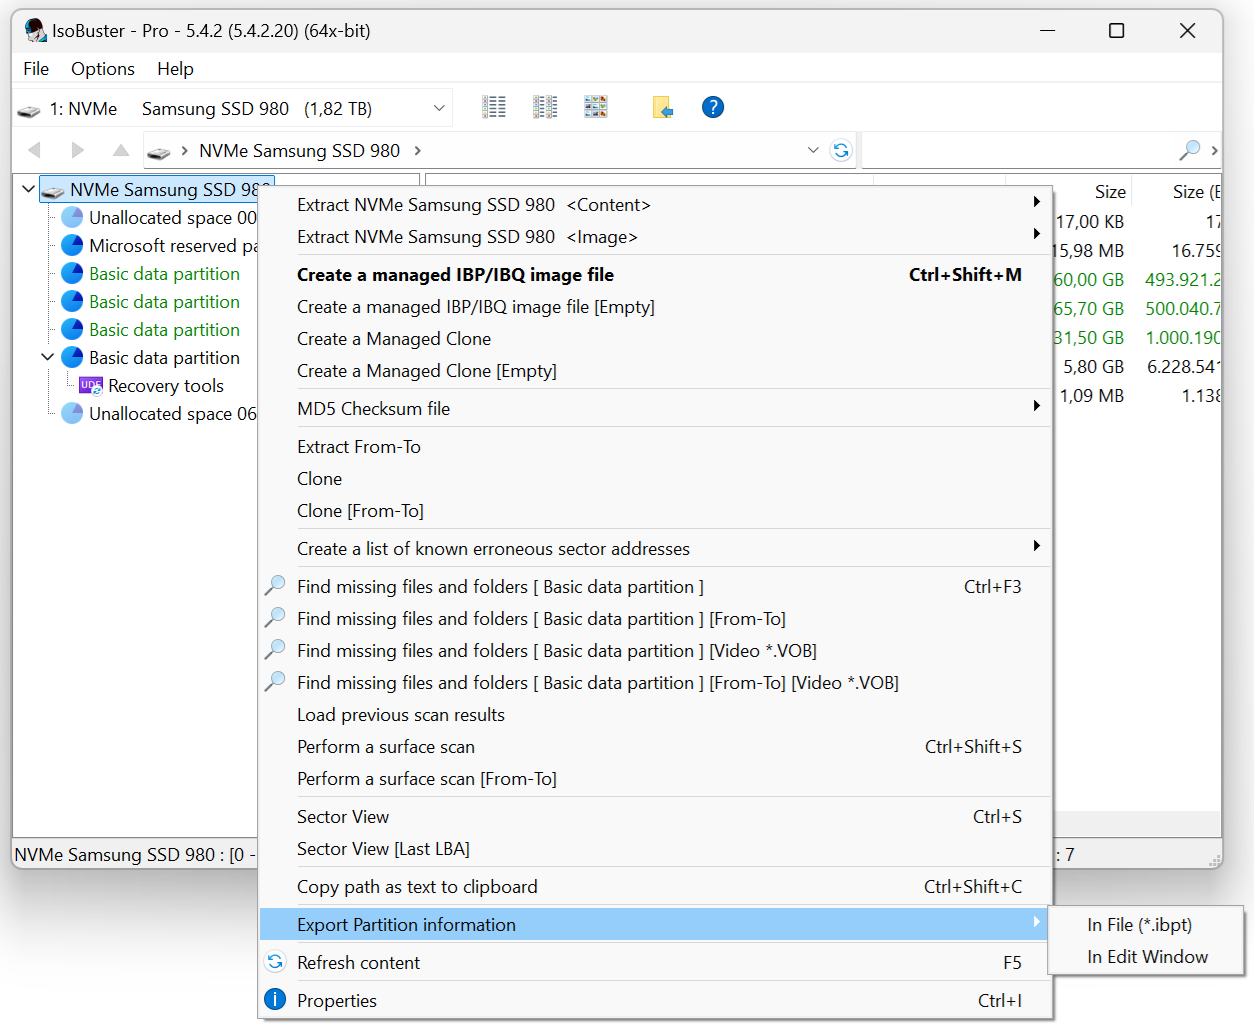 IsoBuster - Pro - 5.4.2 (5.4.2.20) (64x-bit)
File Options Help
1: NVMe Samsung SSD 980 (1,82 TB)
NVMe Samsung SSD 980
NVMe Samsung SSD 980
Unallocated space 00
Microsoft reserved pa
Basic data partition
Basic data partition
Basic data partition
Basic data partition
UDF
Recovery tools
Unallocated space 06
Size Size (B
17,00 KB 17
15,98 MB 16.759
60,00 GB 493.921.2
65,70 GB 500.040.7
31,50 GB 1.000.190
5,80 GB 6.228.541
1,09 MB 1.138
Extract NVMe Samsung SSD 980 <Content>
Extract NVMe Samsung SSD 980 <Image>
Create a managed IBP/IBQ image file Ctrl+Shift+M
Create a managed IBP/IBQ image file [Empty]
Create a Managed Clone
Create a Managed Clone [Empty]
MD5 Checksum file
Extract From-To
Clone
Clone [From-To]
Create a list of known erroneous sector addresses
Find missing files and folders [ Basic data partition ] Ctrl+F3
Find missing files and folders [ Basic data partition ] [From-To]
Find missing files and folders [ Basic data partition ] [Video *.VOB]
Find missing files and folders [ Basic data partition ] [From-To] [Video *.VOB]
Load previous scan results
Perform a surface scan Ctrl+Shift+S
Perform a surface scan [From-To]
Sector View Ctrl+S
Sector View [Last LBA]
Copy path as text to clipboard Ctrl+Shift+C
Export Partition information
Refresh content F5
Properties Ctrl+I
In File (*.ibpt)
In Edit Window
NVMe Samsung SSD 980 : [0 - : 7